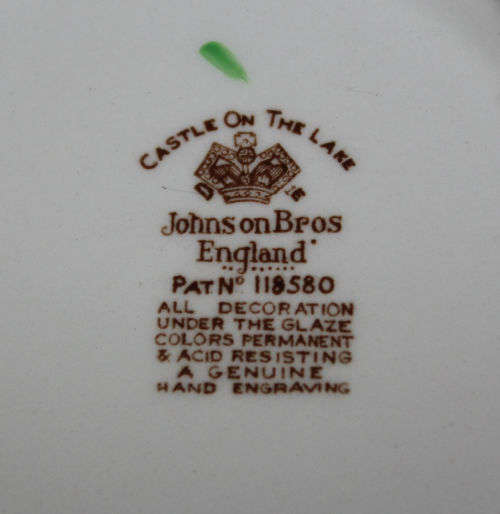 CASTLE ON THE LAKE
D E
Johnson Bros
England
PAT Nº 118580
ALL DECORATION
UNDER THE GLAZE
COLORS PERMANENT
& ACID RESISTING
A GENUINE
HAND ENGRAVING